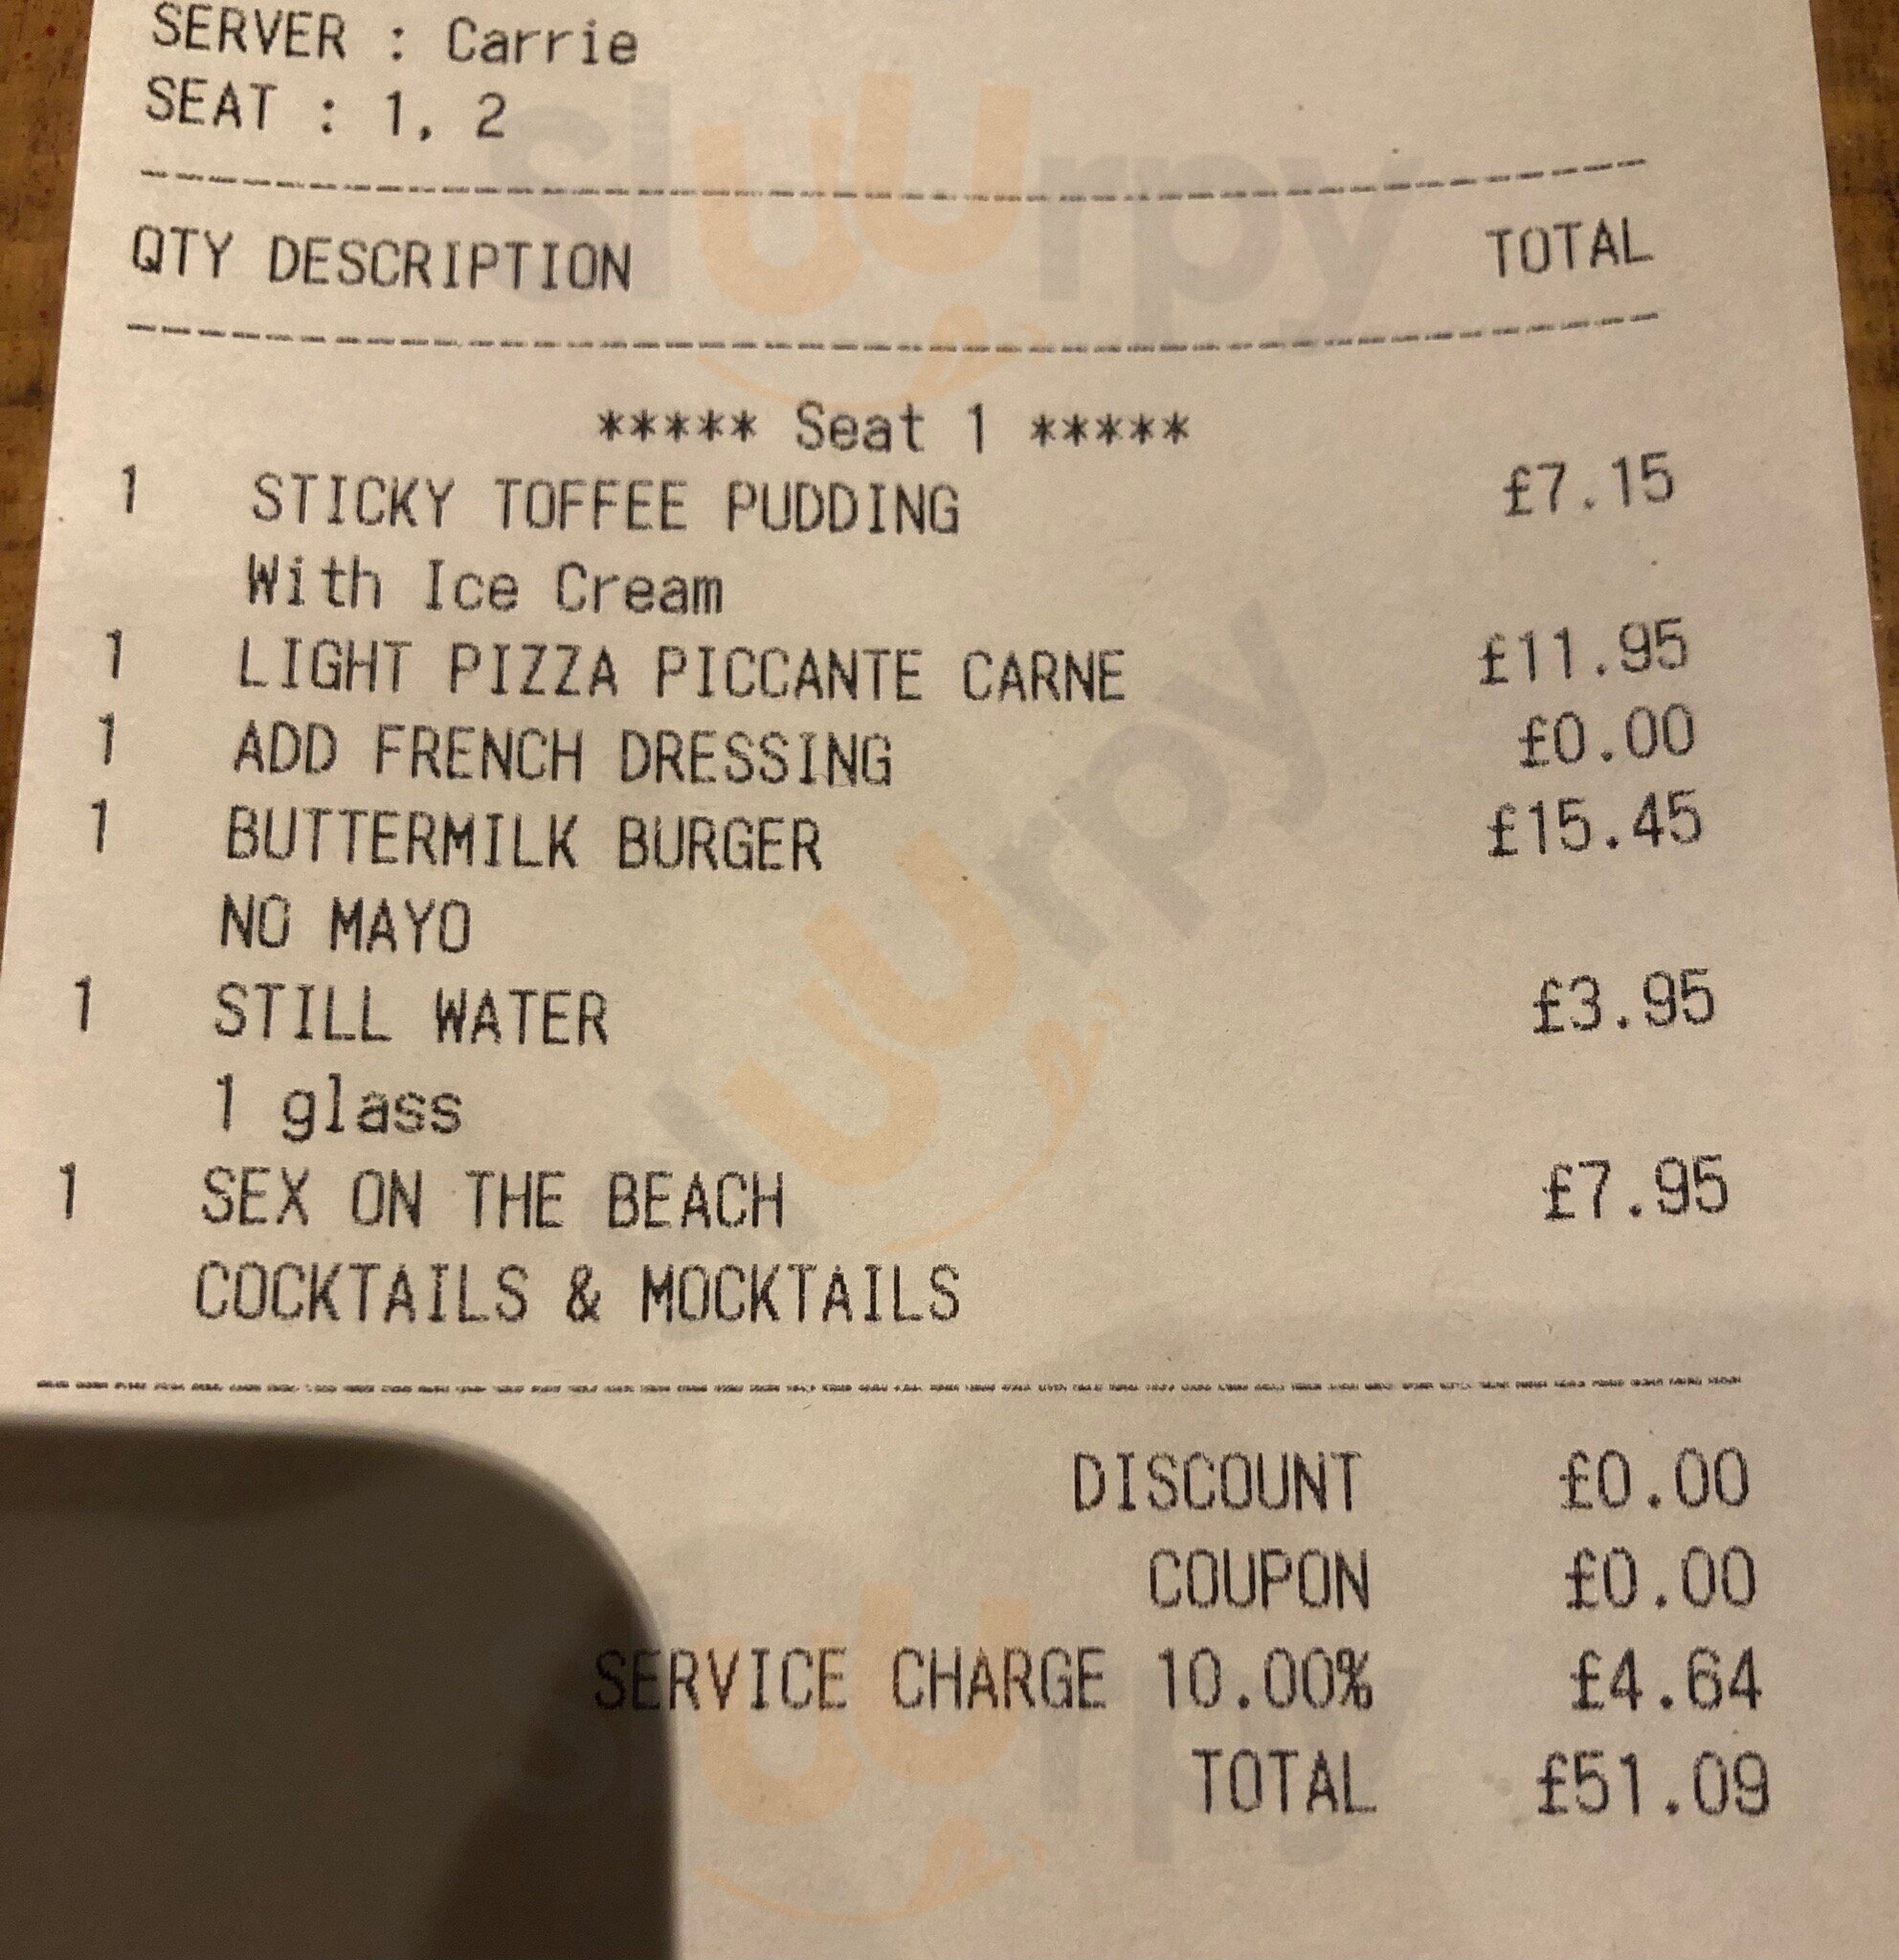 SERVER : Carrie
SEAT : 1, 2
QTY DESCRIPTION TOTAL
***** Seat 1 *****
1 STICKY TOFFEE PUDDING £7.15
With Ice Cream
1 LIGHT PIZZA PICCANTE CARNE £11.95
1 ADD FRENCH DRESSING £0.00
1 BUTTERMILK BURGER £15.45
NO MAYO
1 STILL WATER £3.95
1 glass
1 SEX ON THE BEACH £7.95
COCKTAILS & MOCKTAILS
DISCOUNT £0.00
COUPON £0.00
SERVICE CHARGE 10.00% £4.64
TOTAL £51.09
sluurpy
sluurpy
sluurpy